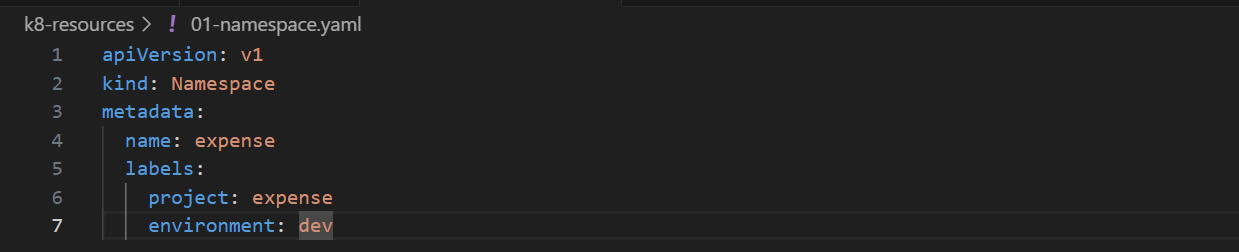 k8-resources > ! 01-namespace.yaml
1 apiVersion: v1
2 kind: Namespace
3 metadata:
4   name: expense
5   labels:
6     project: expense
7     environment: dev